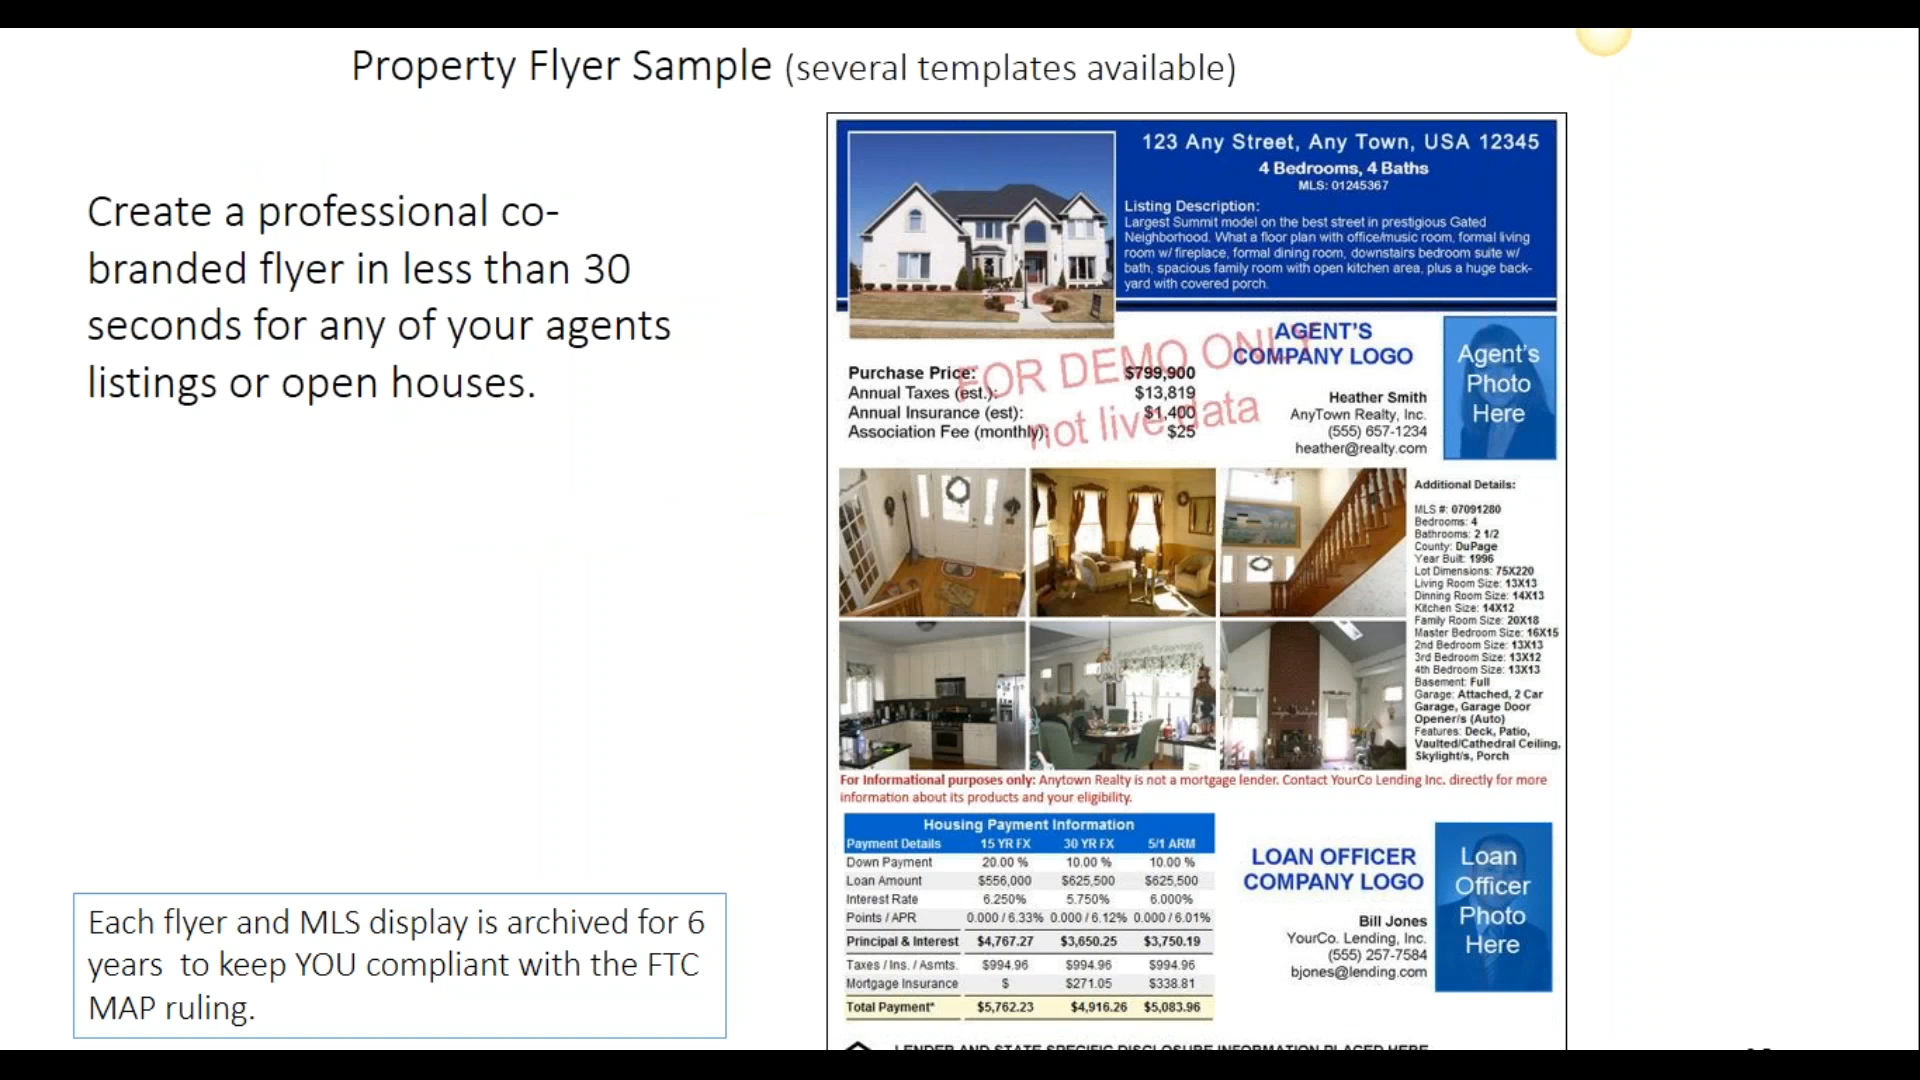 Property Flyer Sample (several templates available)
Create a professional co-
branded flyer in less than 30
seconds for any of your agents
listings or open houses.
Each flyer and MLS display is archived for 6
years to keep YOU compliant with the FTC
MAP ruling.
123 Any Street, Any Town, USA 12345
4 Bedrooms, 4 Baths
MLS: 01245367
Listing Description:
Largest Summit model on the best street in prestigious Gated
Neighborhood. What a floor plan with office/music room, formal living
room w/ fireplace, formal dining room, downstairs bedroom suite w/
bath, spacious family room with open kitchen area, plus a huge back-
yard with covered porch.
FOR DEMO ONLY
not live data
Purchase Price: $799,900
Annual Taxes (est.): $13,819
Annual Insurance (est): $1,400
Association Fee (monthly): $25
AGENT'S
COMPANY LOGO
Heather Smith
AnyTown Realty, Inc.
(555) 657-1234
heather@realty.com
Agent's
Photo
Here
Additional Details:
MLS #: 07091280
Bedrooms: 4
Bathrooms: 2 1/2
County: DuPage
Year Built: 1996
Lot Dimensions: 75X220
Living Room Size: 13X13
Dinning Room Size: 14X13
Kitchen Size: 14X12
Family Room Size: 20X18
Master Bedroom Size: 16X15
2nd Bedroom Size: 13X13
3rd Bedroom Size: 13X12
4th Bedroom Size: 13X13
Basement: Full
Garage: Attached, 2 Car
Garage, Garage Door
Opener/s (Auto)
Features: Deck, Patio,
Vaulted/Cathedral Ceiling,
Skylight/s, Porch
For Informational purposes only: Anytown Realty is not a mortgage lender. Contact YourCo Lending Inc. directly for more
information about its products and your eligibility.
Housing Payment Information
Payment Details 15 YR FX 30 YR FX 5/1 ARM
Down Payment 20.00 % 10.00 % 10.00 %
Loan Amount $556,000 $625,500 $625,500
Interest Rate 6.250% 5.750% 6.000%
Points / APR 0.000 / 6.33% 0.000 / 6.12% 0.000 / 6.01%
Principal & Interest $4,767.27 $3,650.25 $3,750.19
Taxes / Ins. / Asmts. $994.96 $994.96 $994.96
Mortgage Insurance $ $271.05 $338.81
Total Payment* $5,762.23 $4,916.26 $5,083.96
LOAN OFFICER
COMPANY LOGO
Bill Jones
YourCo. Lending, Inc.
(555) 257-7584
bjones@lending.com
Loan
Officer
Photo
Here
LENDER AND STATE SPECIFIC DISCLOSURE INFORMATION PLACED HERE